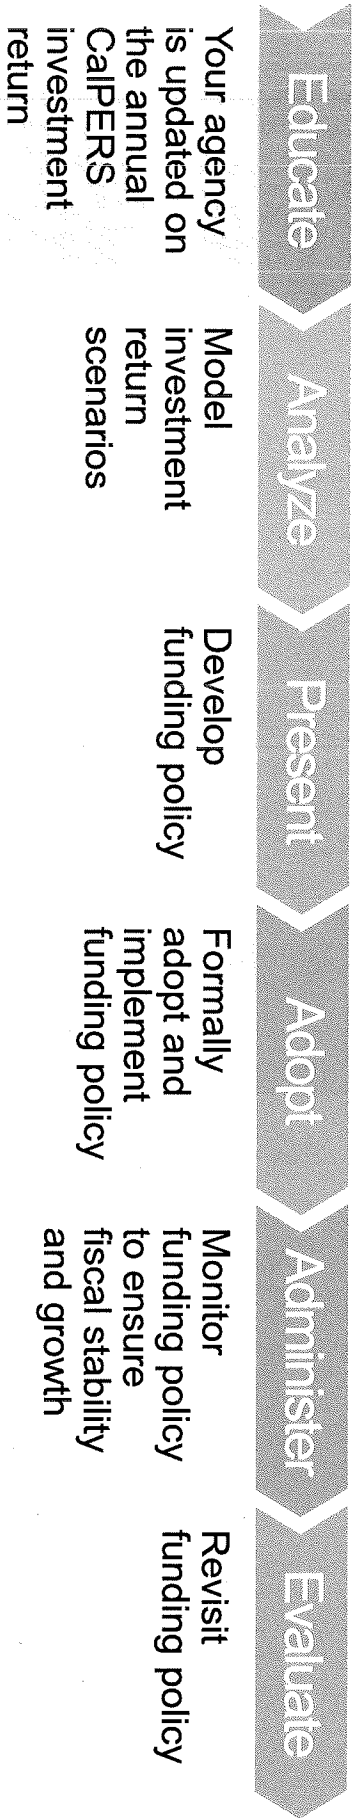 Educate
Your agency
is updated on
the annual
CalPERS
investment
return
Analyze
Model
investment
return
scenarios
Present
Develop
funding policy
Adopt
Formally
adopt and
implement
funding policy
Administer
Monitor
funding policy
to ensure
fiscal stability
and growth
Evaluate
Revisit
funding policy